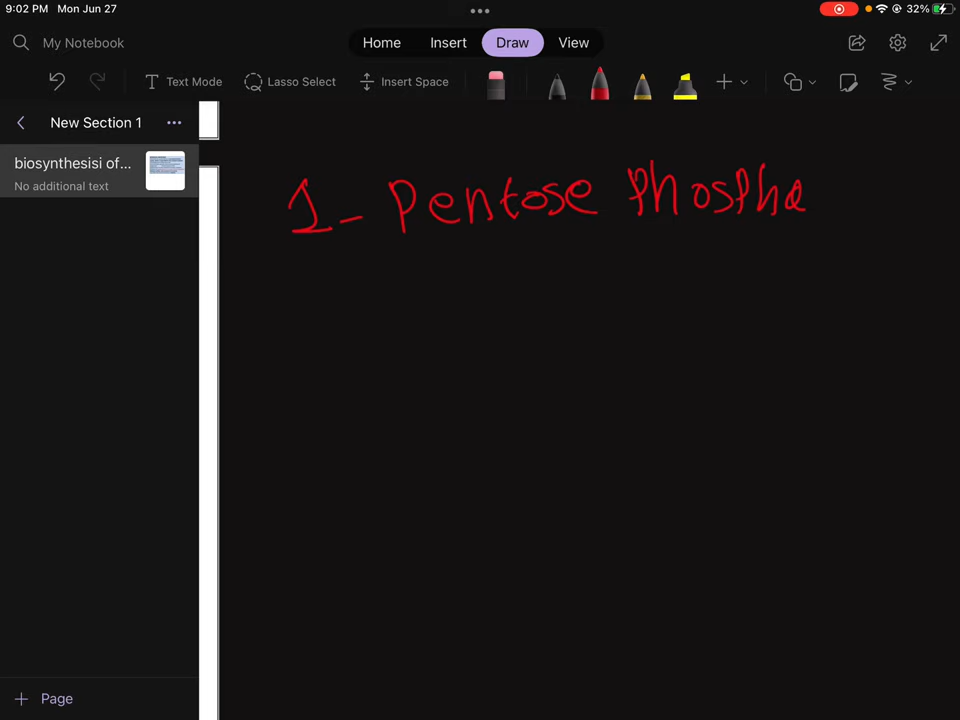 9:02 PM Mon Jun 27 32%
My Notebook Home Insert Draw View
Text Mode Lasso Select Insert Space
New Section 1
biosynthesisi of...
No additional text
1- Pentose Phospha
Page